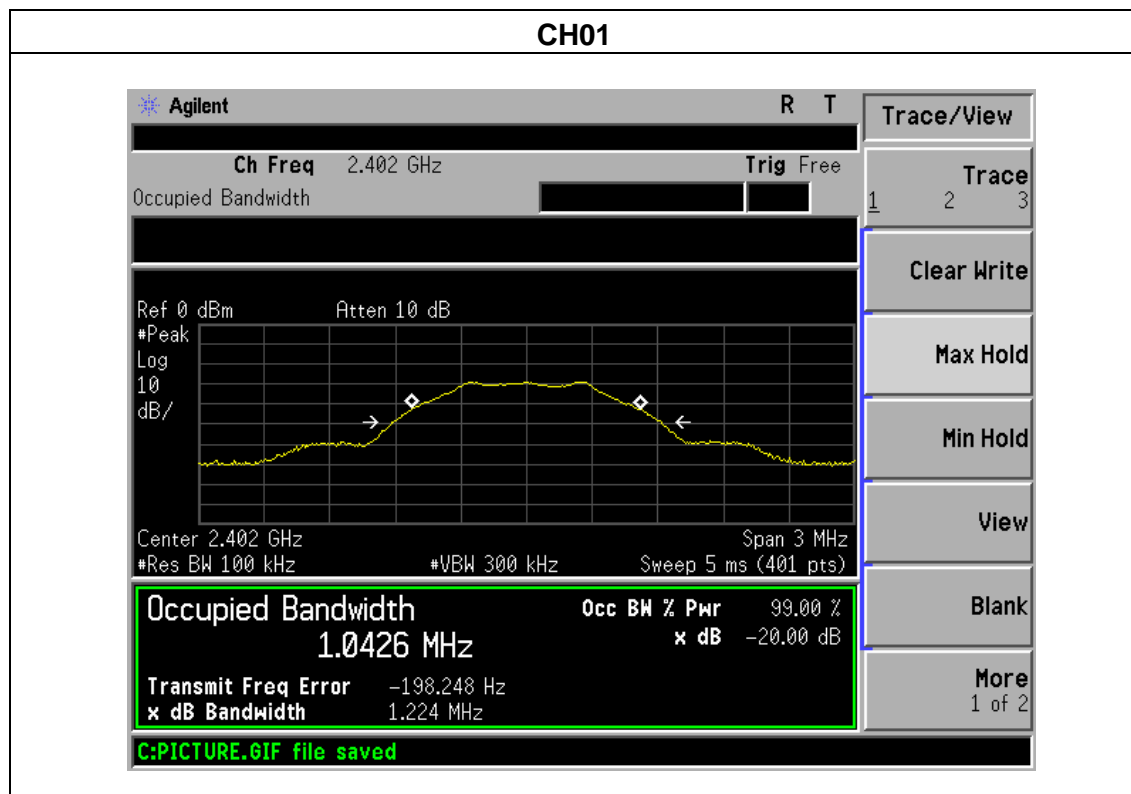 CH01
Agilent
R T
Trace/View
Ch Freq 2.402 GHz
Trig Free
Occupied Bandwidth
Trace
1 2 3
Clear Write
Max Hold
Min Hold
View
Blank
More
1 of 2
Ref 0 dBm
Atten 10 dB
#Peak
Log
10
dB/
Center 2.402 GHz
Span 3 MHz
#Res BW 100 kHz
#VBW 300 kHz
Sweep 5 ms (401 pts)
Occupied Bandwidth
1.0426 MHz
Occ BW % Pwr 99.00 %
x dB -20.00 dB
Transmit Freq Error -198.248 Hz
x dB Bandwidth 1.224 MHz
C:PICTURE.GIF file saved